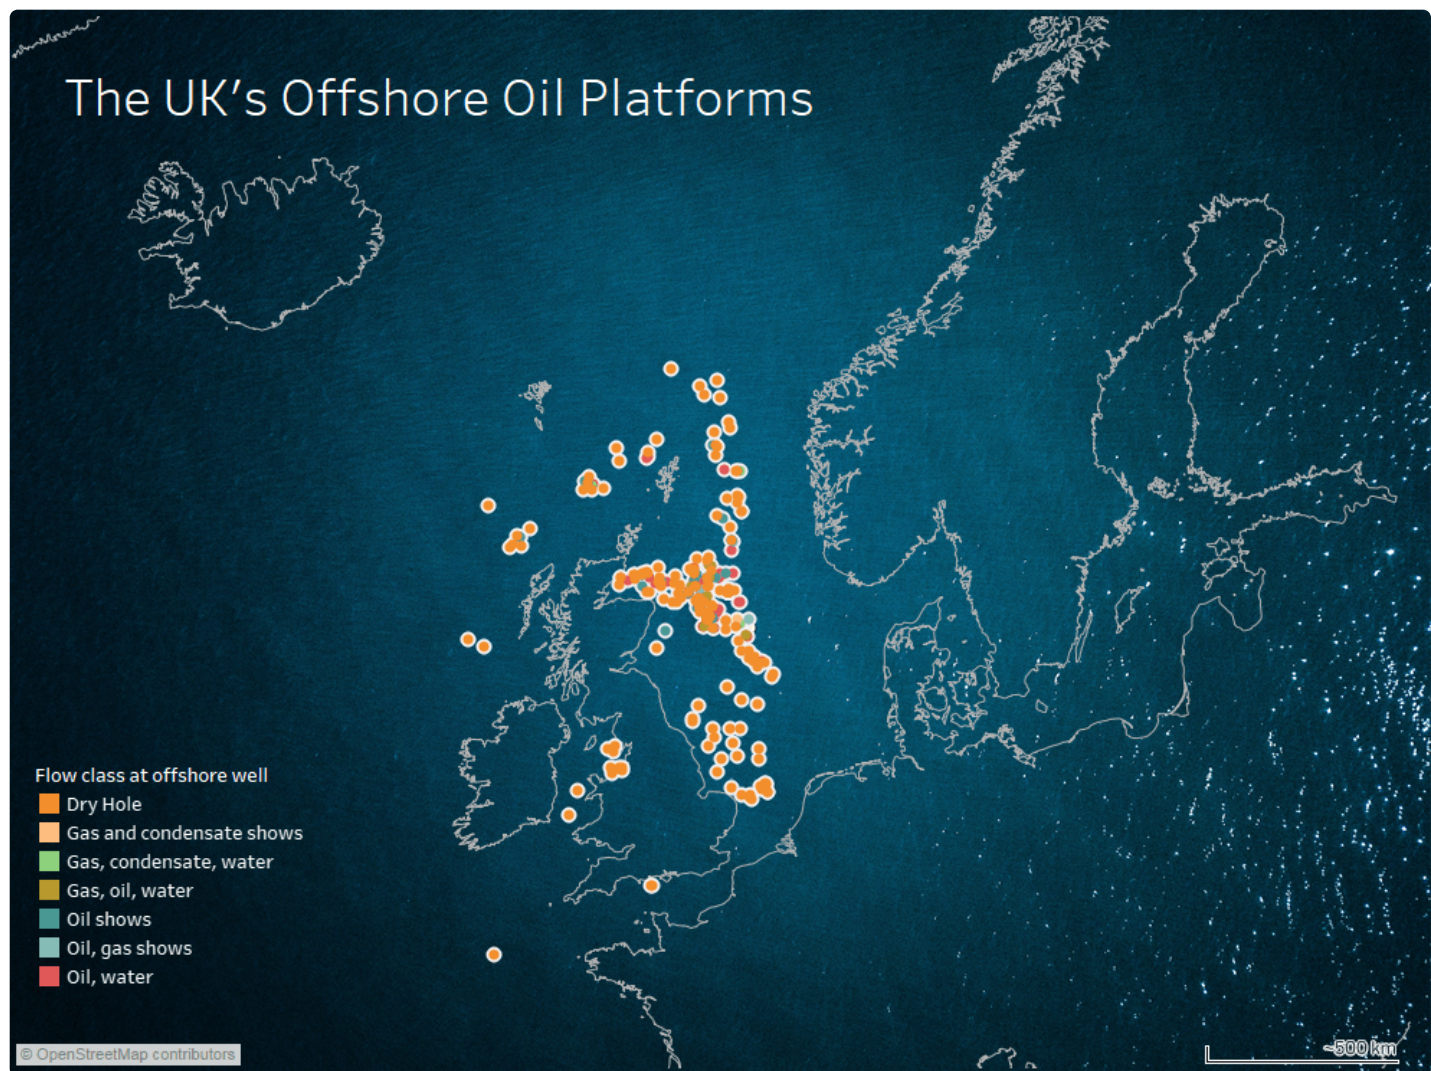 The UK's Offshore Oil Platforms
Flow class at offshore well
Dry Hole
Gas and condensate shows
Gas, condensate, water
Gas, oil, water
Oil shows
Oil, gas shows
Oil, water
© OpenStreetMap contributors
~500 km